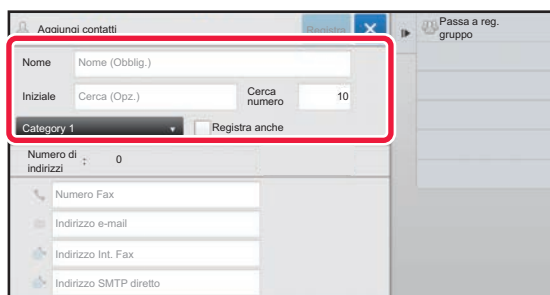 Aggiungi contatti
Registra
Passa a reg.
gruppo
Nome
Nome (Obblig.)
Iniziale
Cerca (Opz.)
Cerca
numero
10
Category 1
Registra anche
Numero di
indirizzi
:
0
Numero Fax
Indirizzo e-mail
Indirizzo Int. Fax
Indirizzo SMTP diretto